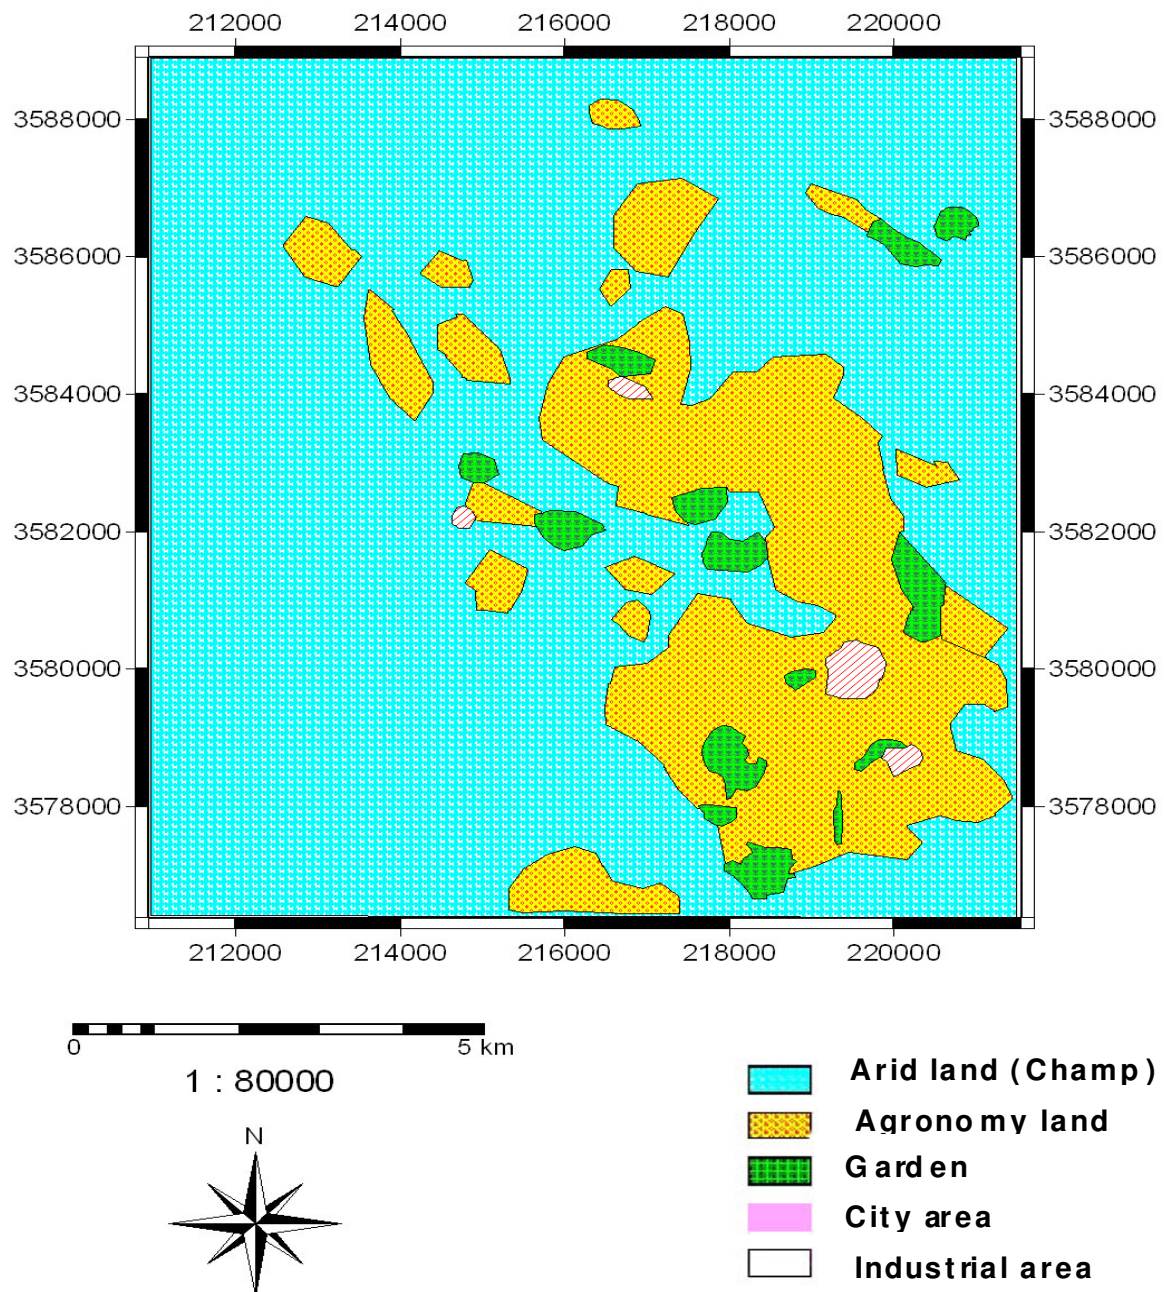 212000 214000 216000 218000 220000
3588000 3588000
3586000 3586000
3584000 3584000
3582000 3582000
3580000 3580000
3578000 3578000
212000 214000 216000 218000 220000
0 5 km
1 : 80000
N
Arid land (Champ)
Agronomy land
Garden
City area
Industrial area